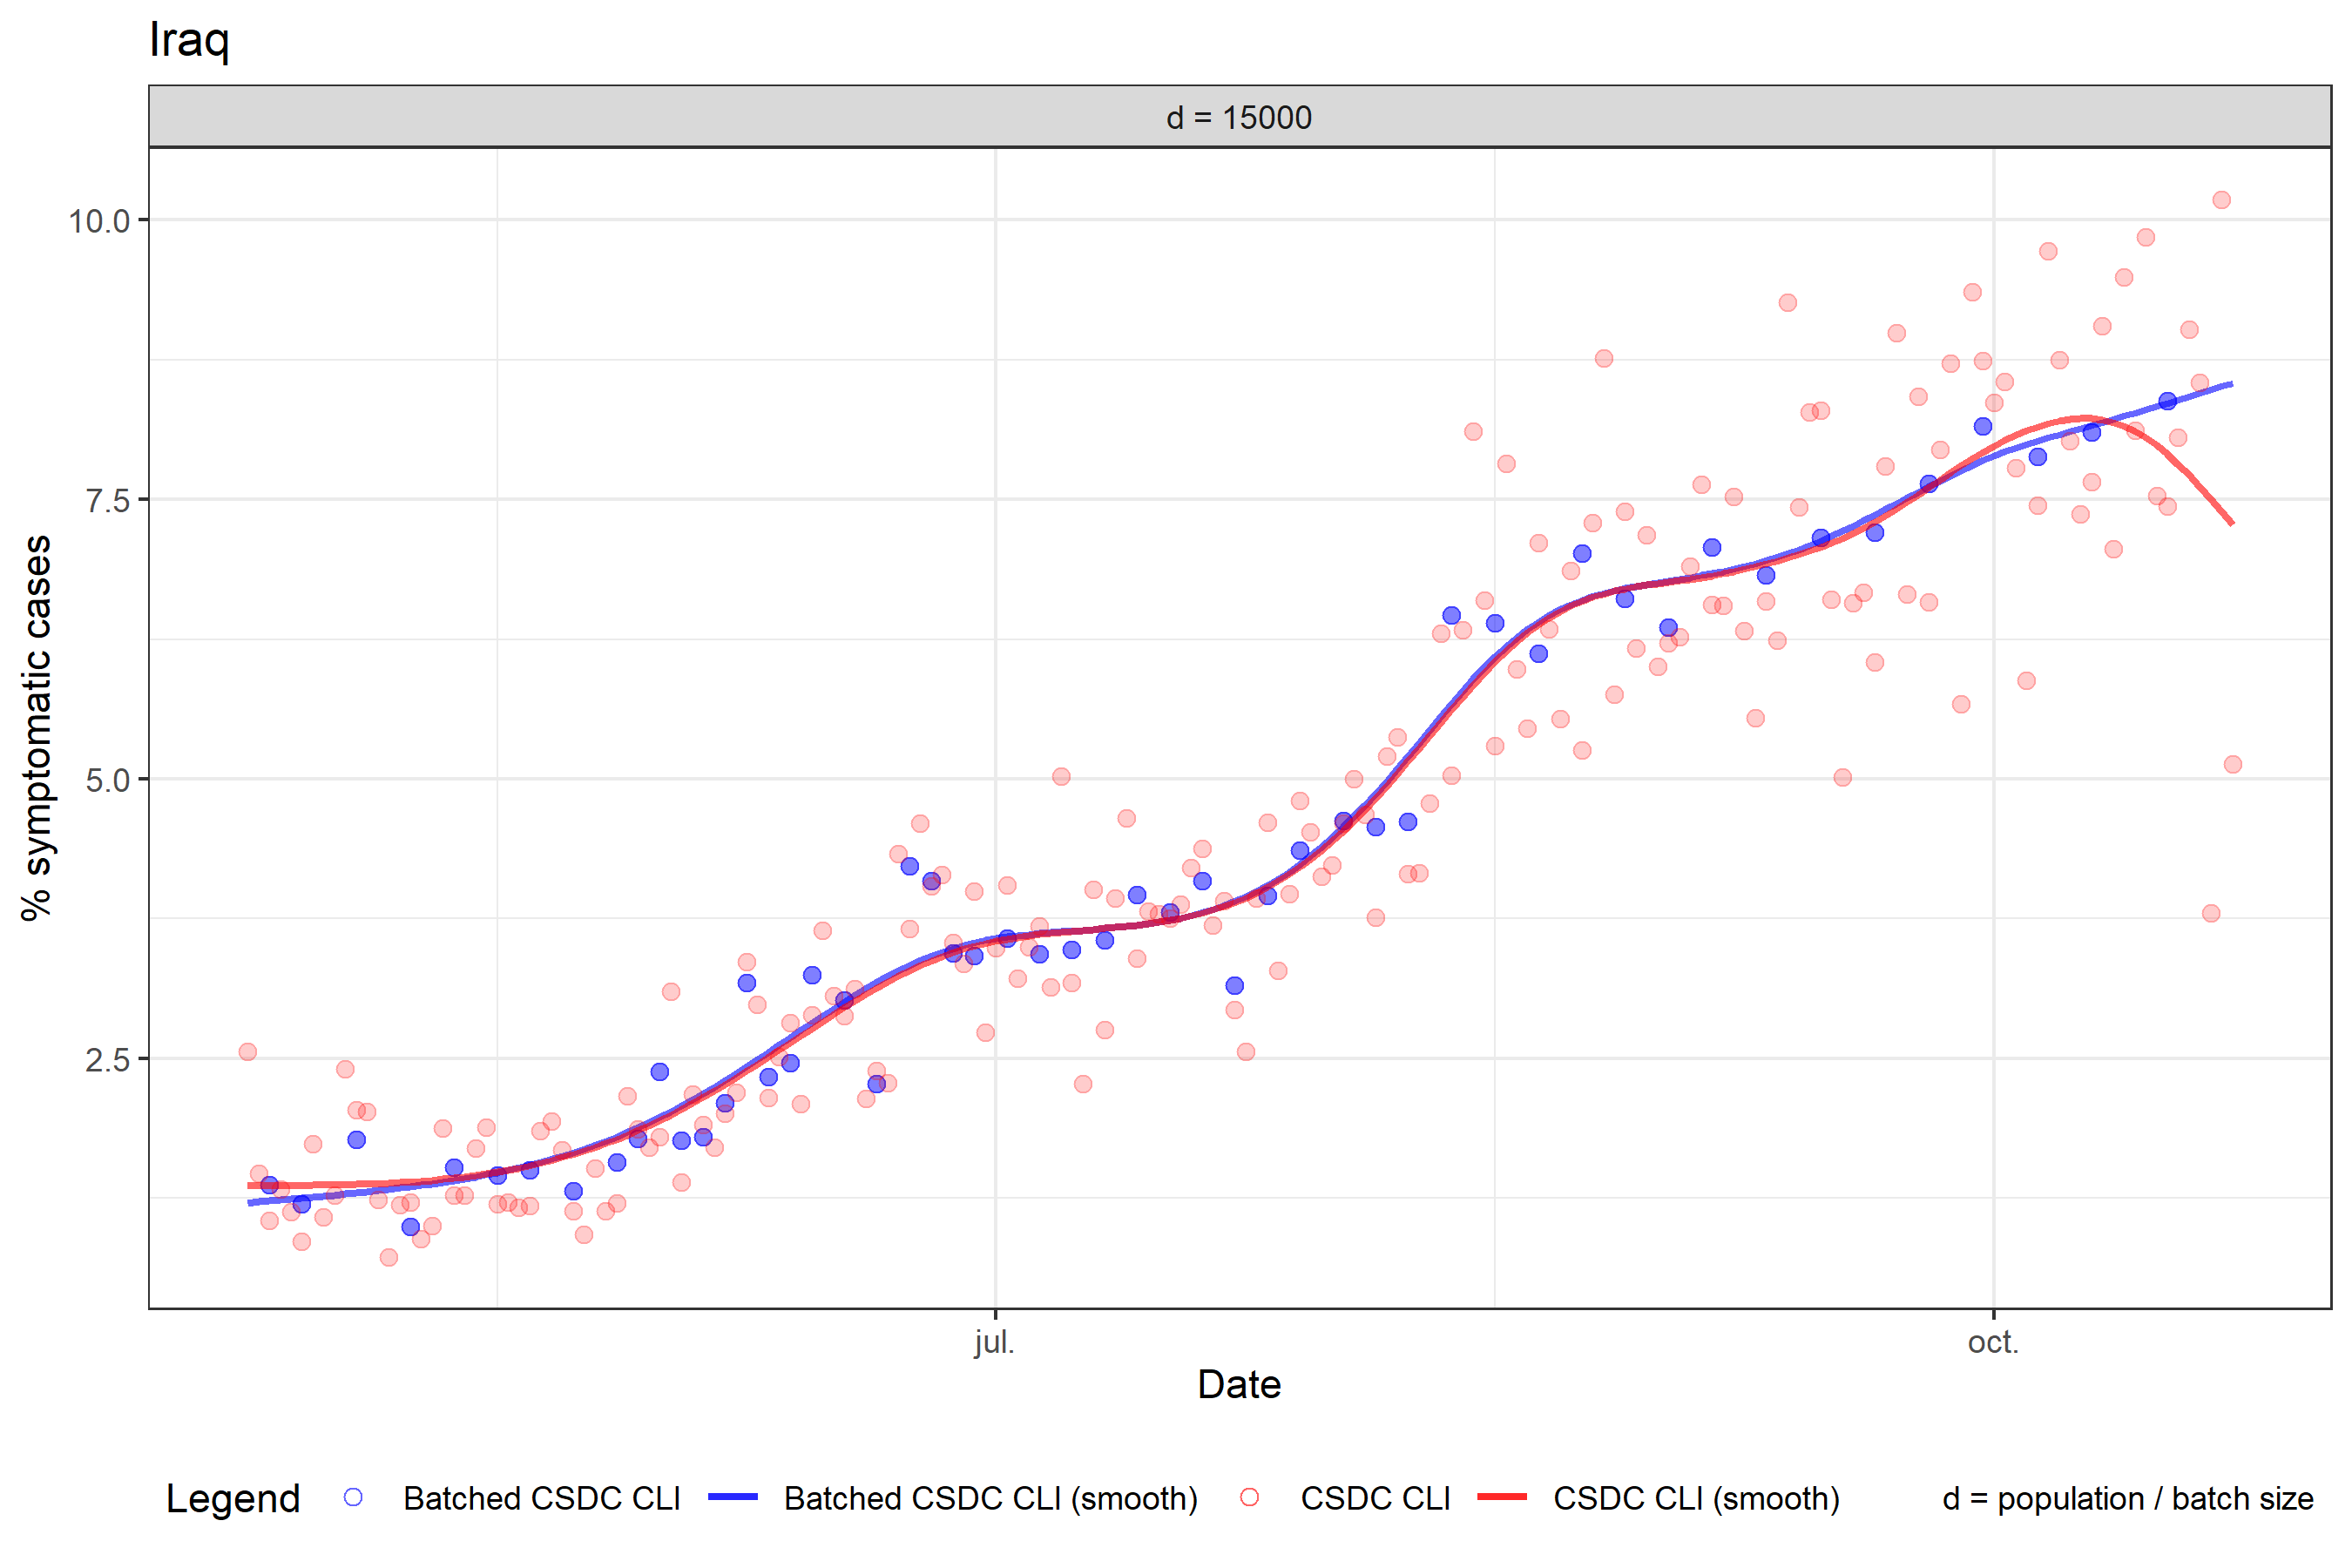 Iraq
d = 15000
10.0
7.5
5.0
2.5
% symptomatic cases
jul.
oct.
Date
Legend
Batched CSDC CLI
Batched CSDC CLI (smooth)
CSDC CLI
CSDC CLI (smooth)
d = population / batch size